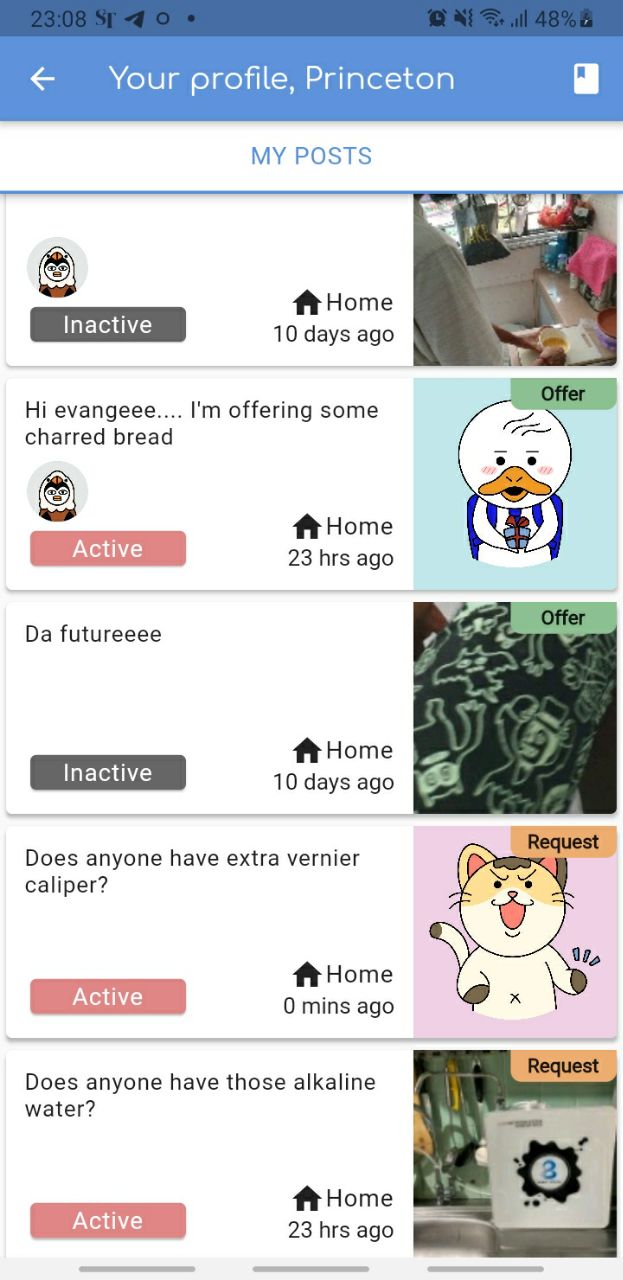 23:08 ST 48%
Your profile, Princeton
MY POSTS
Inactive
Home
10 days ago
Offer
Hi evangeee.... I'm offering some
charred bread
Active
Home
23 hrs ago
Offer
Da futureeee
Inactive
Home
10 days ago
Request
Does anyone have extra vernier
caliper?
Active
Home
0 mins ago
Request
Does anyone have those alkaline
water?
Active
Home
23 hrs ago